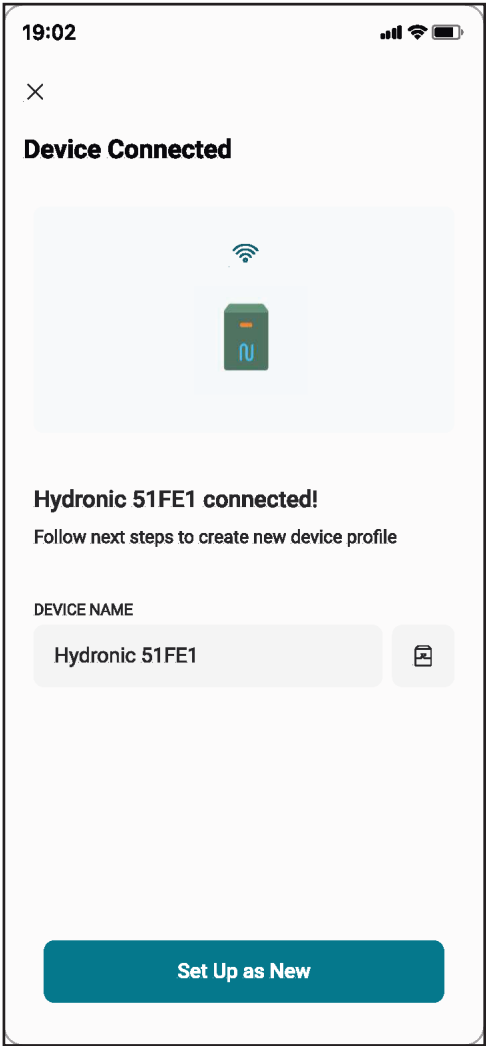 19:02
Device Connected
Hydronic 51FE1 connected!
Follow next steps to create new device profile
DEVICE NAME
Hydronic 51FE1
Set Up as New